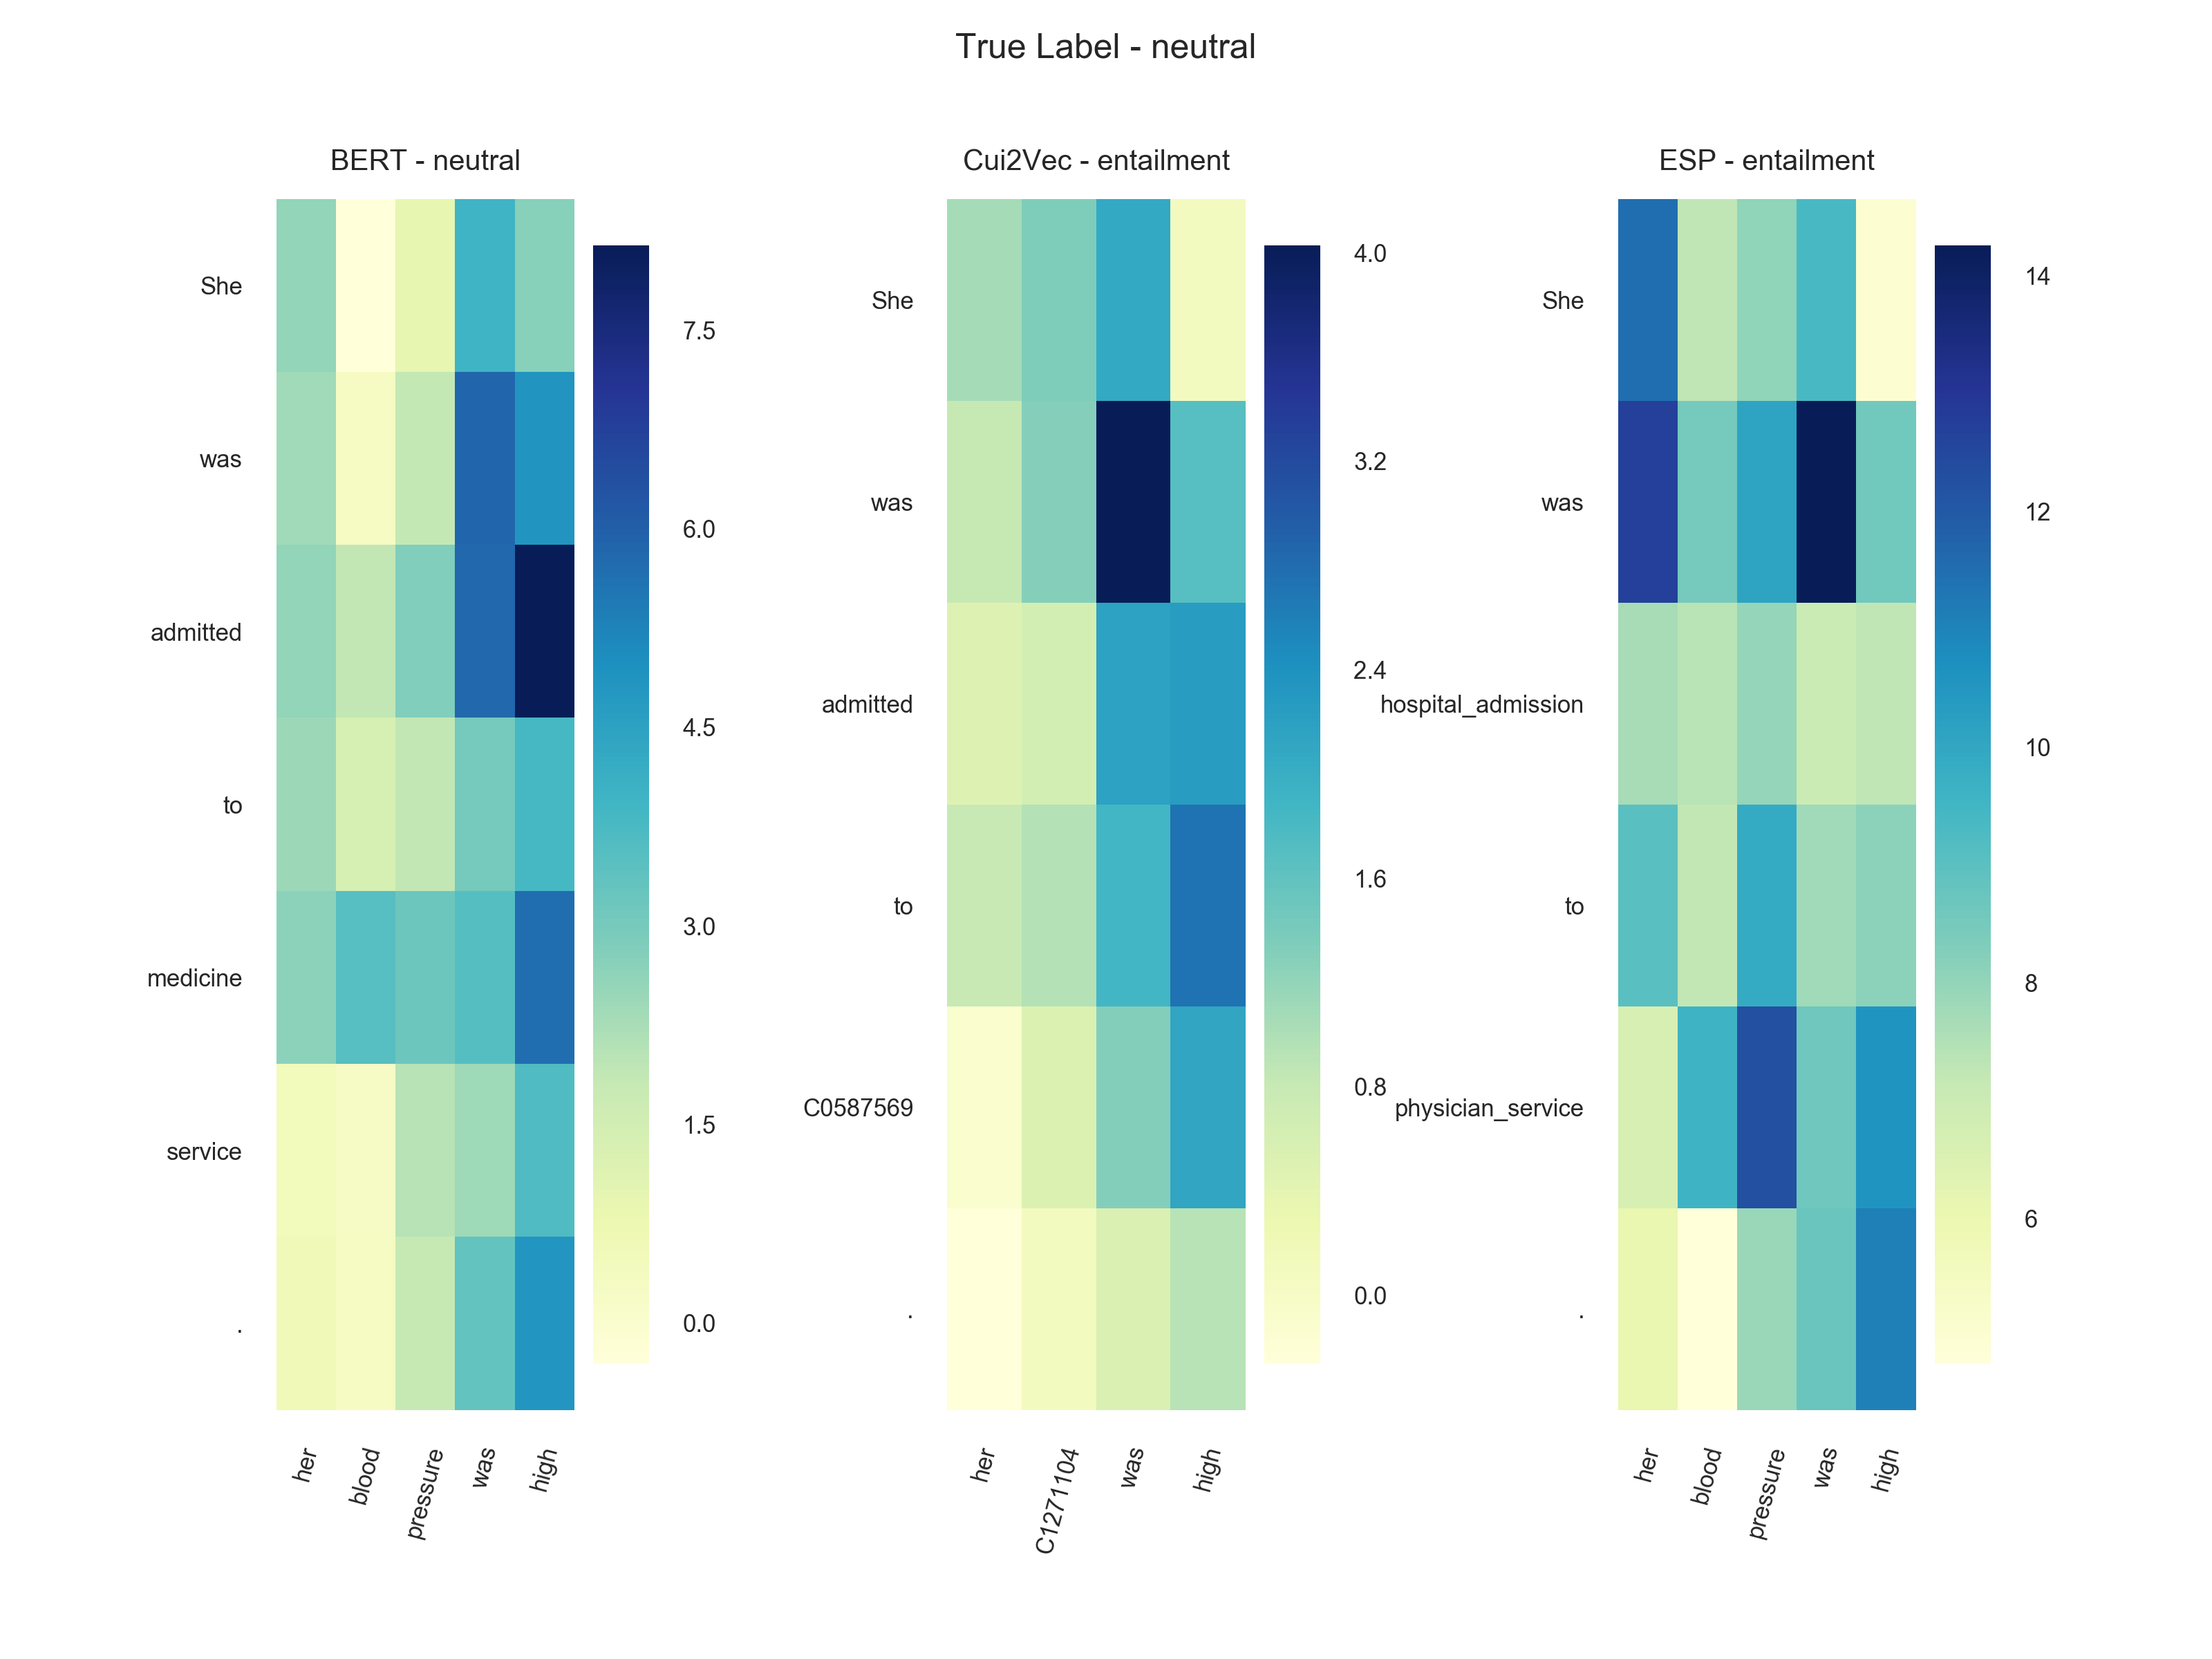 True Label - neutral
BERT - neutral
She
was
admitted
to
medicine
service
.
her
blood
pressure
was
high
7.5
6.0
4.5
3.0
1.5
0.0
Cui2Vec - entailment
She
was
admitted
to
C0587569
.
her
C1271104
was
high
4.0
3.2
2.4
1.6
0.8
0.0
ESP - entailment
She
was
hospital_admission
to
physician_service
.
her
blood
pressure
was
high
14
12
10
8
6